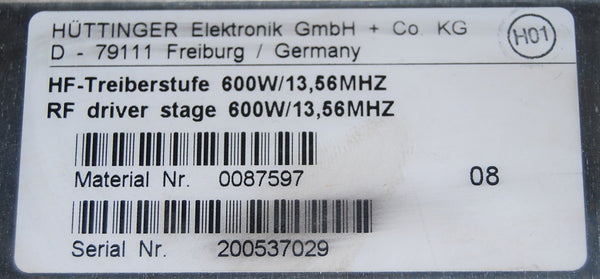 HÜTTINGER Elektronik GmbH + Co. KG
D - 79111 Freiburg / Germany
H01
HF-Treiberstufe 600W/13,56MHZ
RF driver stage 600W/13,56MHZ
Material Nr. 0087597
08
Serial Nr. 200537029